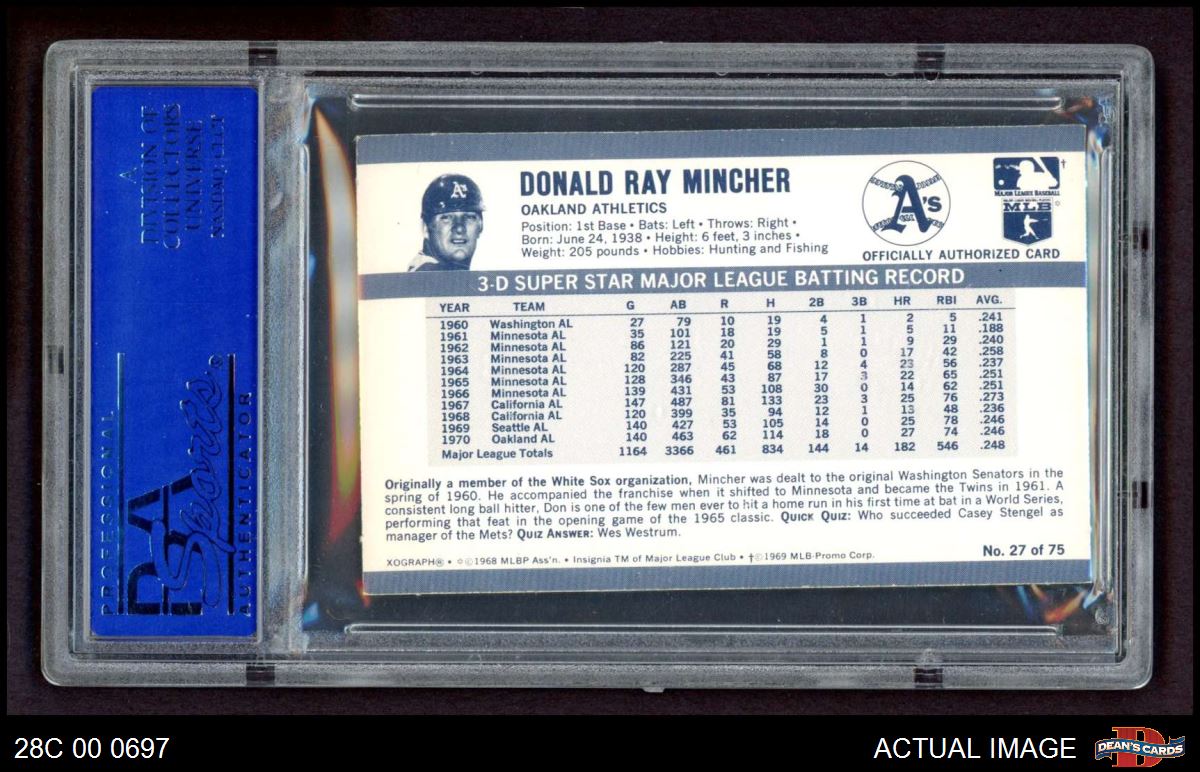 A
DIVISION OF
COLLECTORS
UNIVERSE
NASDAQ: CLCT
PROFESSIONAL
PSA
Sports®
AUTHENTICATOR
DONALD RAY MINCHER
OAKLAND ATHLETICS
Position: 1st Base • Bats: Left • Throws: Right •
Born: June 24, 1938 • Height: 6 feet, 3 inches •
Weight: 205 pounds • Hobbies: Hunting and Fishing
A's
MAJOR LEAGUE BASEBALL
†
MLB
OFFICIALLY AUTHORIZED CARD
3-D SUPER STAR MAJOR LEAGUE BATTING RECORD
YEAR TEAM G AB R H 2B 3B HR RBI AVG.
1960 Washington AL 27 79 10 19 4 1 2 5 .241
1961 Minnesota AL 35 101 18 19 5 1 5 11 .188
1962 Minnesota AL 86 121 20 29 1 1 9 29 .240
1963 Minnesota AL 82 225 41 58 8 0 17 42 .258
1964 Minnesota AL 120 287 45 68 12 4 23 56 .237
1965 Minnesota AL 128 346 43 87 17 3 22 65 .251
1966 Minnesota AL 139 431 53 108 30 0 14 62 .251
1967 California AL 147 487 81 133 23 3 25 76 .273
1968 California AL 120 399 35 94 12 1 13 48 .236
1969 Seattle AL 140 427 53 105 14 0 25 78 .246
1970 Oakland AL 140 463 62 114 18 0 27 74 .246
Major League Totals 1164 3366 461 834 144 14 182 546 .248
Originally a member of the White Sox organization, Mincher was dealt to the original Washington Senators in the
spring of 1960. He accompanied the franchise when it shifted to Minnesota and became the Twins in 1961. A
consistent long ball hitter, Don is one of the few men ever to hit a home run in his first time at bat in a World Series,
performing that feat in the opening game of the 1965 classic. QUICK QUIZ: Who succeeded Casey Stengel as
manager of the Mets? QUIZ ANSWER: Wes Westrum.
XOGRAPH® • ©1968 MLBP Ass'n. • Insignia TM of Major League Club • †©1969 MLB-Promo Corp.
No. 27 of 75
28C 00 0697
ACTUAL IMAGE
D
DEAN'S CARDS